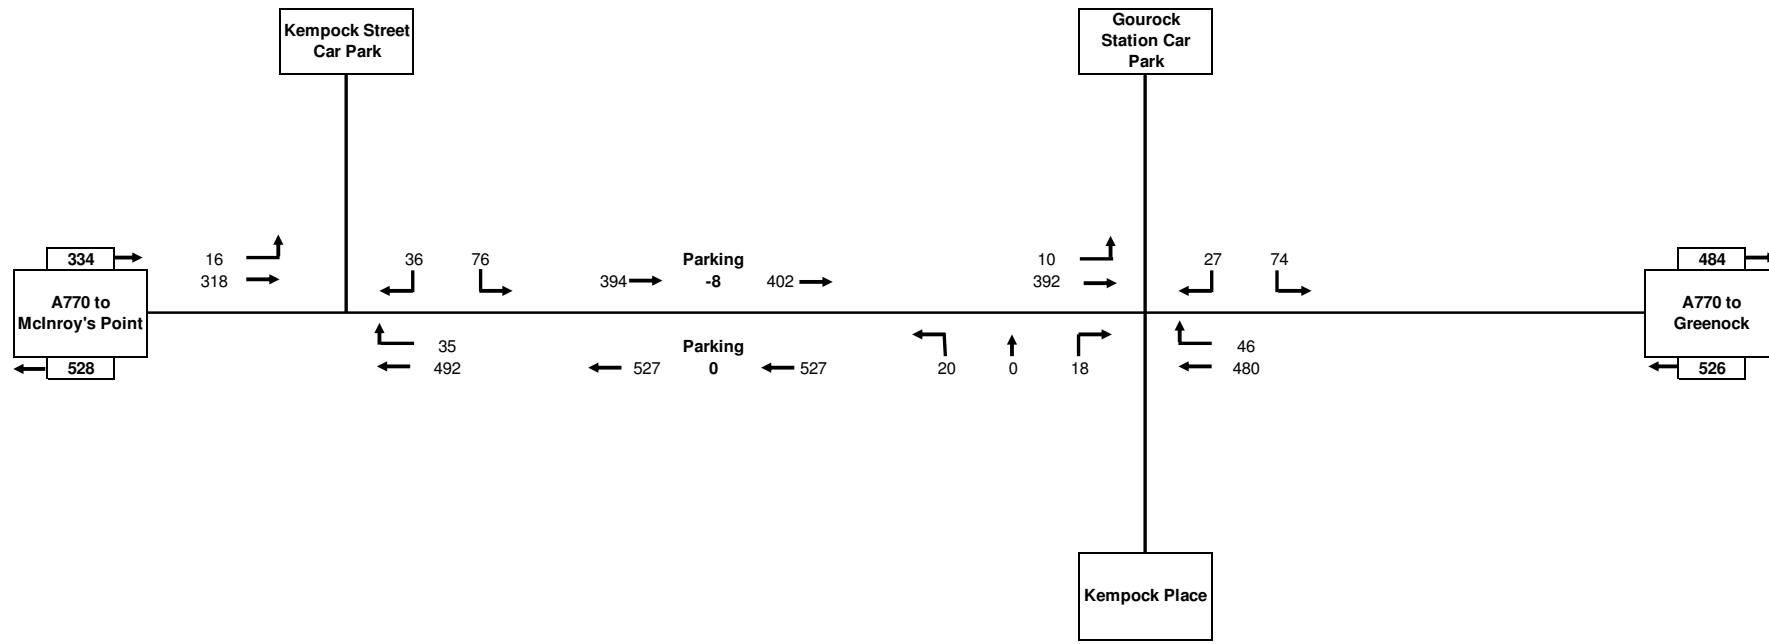 Kempock Street
Car Park
Gourock
Station Car
Park
334
16
318
36
76
394
Parking
-8
402
10
392
27
74
484
A770 to
McInroy's Point
A770 to
Greenock
528
35
492
527
Parking
0
527
20
0
18
46
480
526
Kempock Place